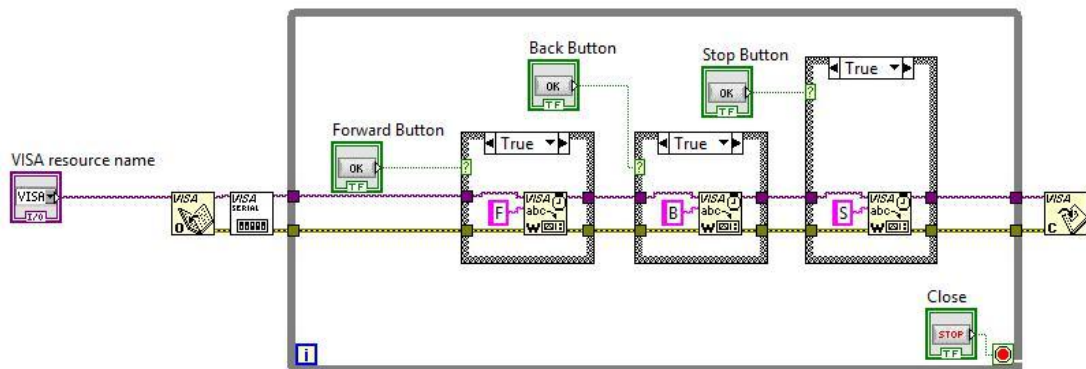 Back Button
Stop Button
True
OK
OK
TF
TF
Forward Button
True
True
VISA resource name
OK
TF
VISA
I/O
VISA
O
VISA
SERIAL
F
VISA
abc
W
B
VISA
abc
W
S
VISA
abc
W
VISA
C
Close
STOP
TF
i